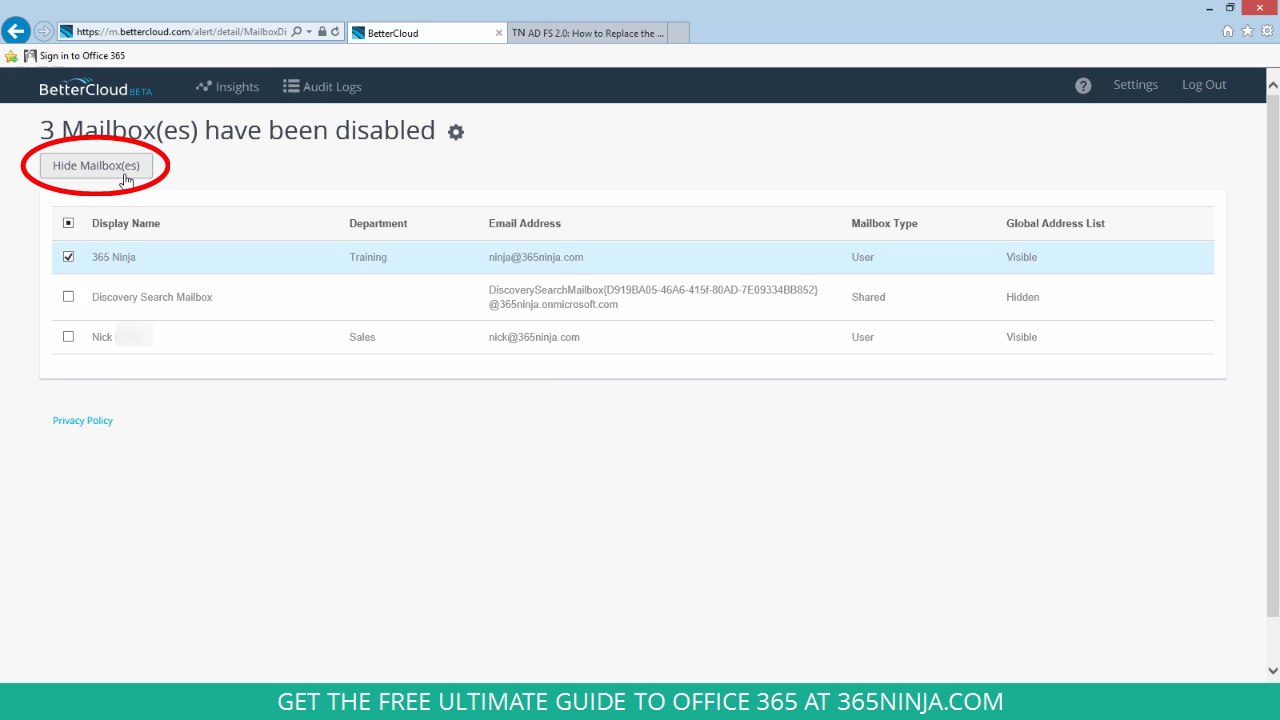 https://m.bettercloud.com/alert/detail/MailboxDi
BetterCloud
TN AD FS 2.0: How to Replace the ...
Sign in to Office 365
BetterCloud BETA
Insights
Audit Logs
?
Settings
Log Out
3 Mailbox(es) have been disabled
Hide Mailbox(es)
Display Name Department Email Address Mailbox Type Global Address List
365 Ninja Training ninja@365ninja.com User Visible
Discovery Search Mailbox DiscoverySearchMailbox{D919BA05-46A6-415f-80AD-7E09334BB852} Shared Hidden
@365ninja.onmicrosoft.com
Nick Sales nick@365ninja.com User Visible
Privacy Policy
GET THE FREE ULTIMATE GUIDE TO OFFICE 365 AT 365NINJA.COM